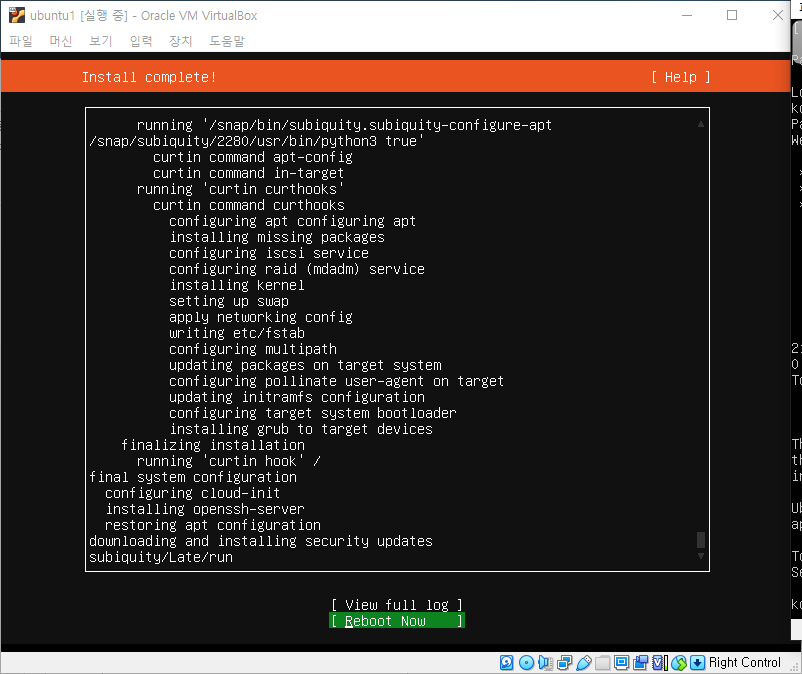 ubuntu1 [실행 중] - Oracle VM VirtualBox
파일 머신 보기 입력 장치 도움말
Install complete! [ Help ]
running '/snap/bin/subiquity.subiquity-configure-apt
/snap/subiquity/2280/usr/bin/python3 true'
curtin command apt-config
curtin command in-target
running 'curtin curthooks'
curtin command curthooks
configuring apt configuring apt
installing missing packages
configuring iscsi service
configuring raid (mdadm) service
installing kernel
setting up swap
apply networking config
writing etc/fstab
configuring multipath
updating packages on target system
configuring pollinate user-agent on target
updating initramfs configuration
configuring target system bootloader
installing grub to target devices
finalizing installation
running 'curtin hook' /
final system configuration
configuring cloud-init
installing openssh-server
restoring apt configuration
downloading and installing security updates
subiquity/Late/run
[ View full log ]
[ Reboot Now ]
Right Control